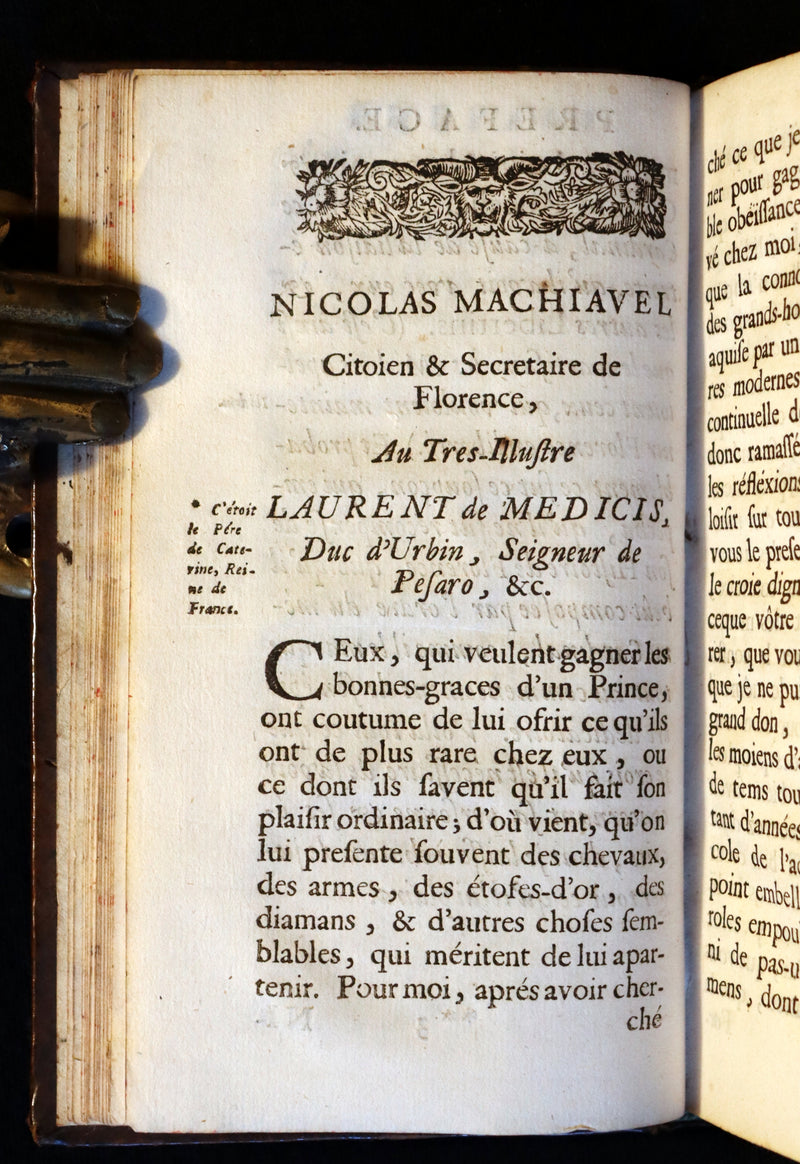 NICOLAS MACHIAVEL
Citoien & Secretaire de
Florence,
Au Tres-Illuſtre
LAURENT de MEDICIS,
Duc d'Urbin, Seigneur de
Peſaro, &c.
* C'étoit
le Pére
de Cate-
rine, Rei-
ne de
France.
CEux, qui veulent gagner les
bonnes-graces d'un Prince,
ont coutume de lui ofrir ce qu'ils
ont de plus rare chez eux, ou
ce dont ils ſavent qu'il fait ſon
plaiſir ordinaire; d'où vient, qu'on
lui preſente ſouvent des chevaux,
des armes, des étofes-d'or, des
diamans, & d'autres choſes ſem-
blables, qui méritent de lui apar-
tenir. Pour moi, aprés avoir cher-
ché
ché ce que je
ner pour gag
ble obéiſſance
vé chez moi,
que la conno
des grands-ho
aquiſe par un
res modernes
continuelle d
donc ramaſſé
les réfléxions
loiſir ſur tou
vous le preſe
le croie dign
ceque vôtre
rer, que vou
que je ne pu
grand don,
les moiens d'
de tems tou
tant d'années
cole de l'a
point embell
roles empou
ni de pas-u
mens, dont